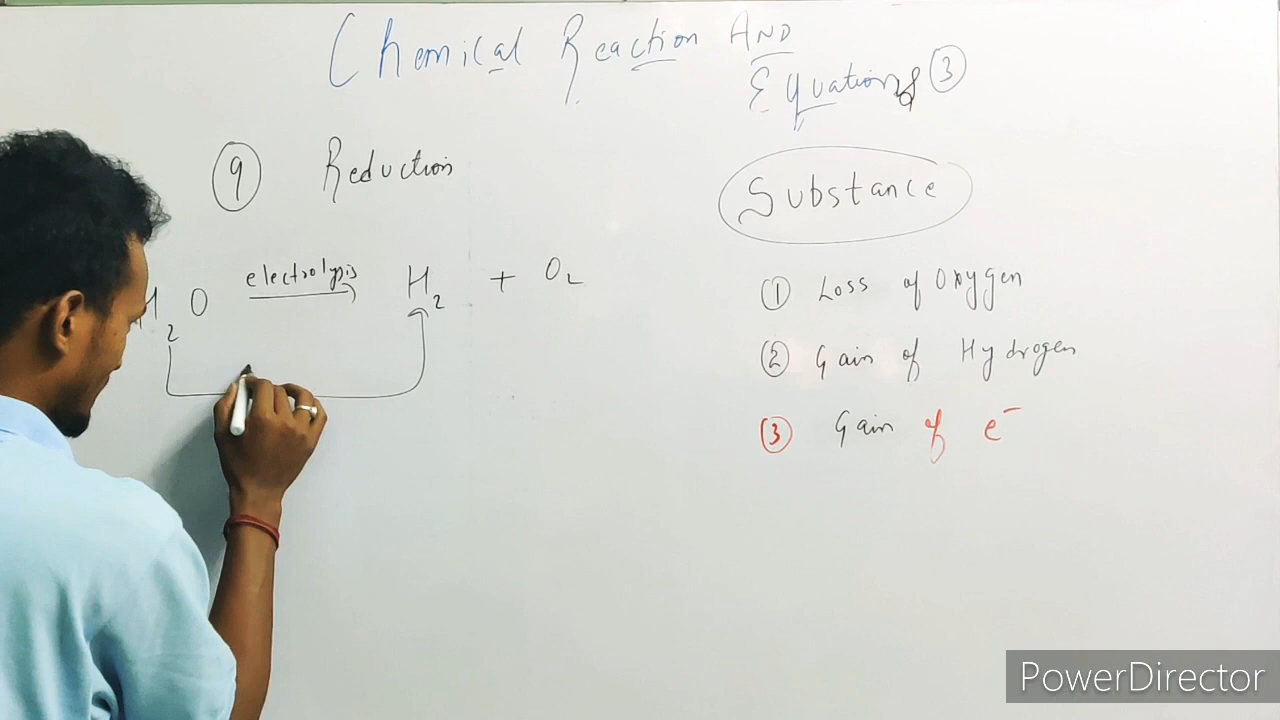 Chemical Reaction AND
Equations ③
⑨ Reduction
H₂O electrolysis H₂ + O₂
Substance
① Loss of Oxygen
② Gain of Hydrogen
③ Gain of e⁻
PowerDirector